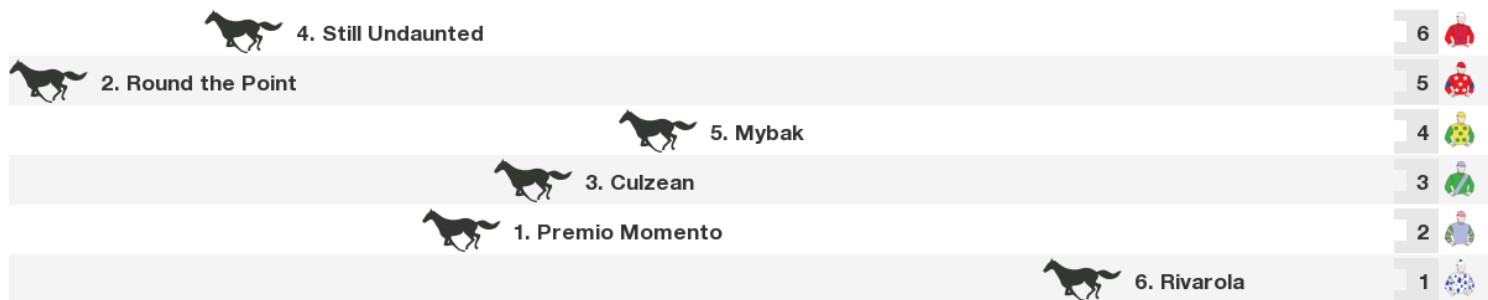 4. Still Undaunted 6
2. Round the Point 5
5. Mybak 4
3. Culzean 3
1. Premio Momento 2
6. Rivarola 1